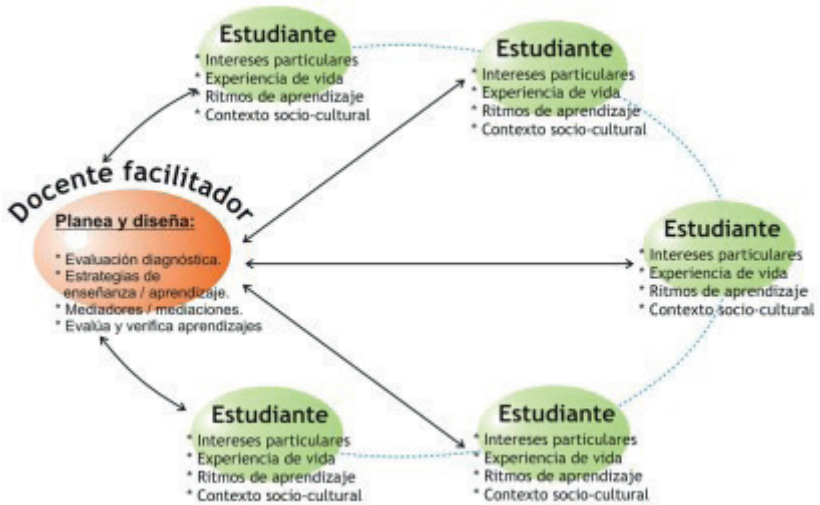 Estudiante
* Intereses particulares
* Experiencia de vida
* Ritmos de aprendizaje
* Contexto socio-cultural
Estudiante
* Intereses particulares
* Experiencia de vida
* Ritmos de aprendizaje
* Contexto socio-cultural
Docente facilitador
Planea y diseña:
* Evaluación diagnóstica.
* Estrategias de
enseñanza / aprendizaje.
* Mediadores / mediaciones.
* Evalúa y verifica aprendizajes
Estudiante
* Intereses particulares
* Experiencia de vida
* Ritmos de aprendizaje
* Contexto socio-cultural
Estudiante
* Intereses particulares
* Experiencia de vida
* Ritmos de aprendizaje
* Contexto socio-cultural
Estudiante
* Intereses particulares
* Experiencia de vida
* Ritmos de aprendizaje
* Contexto socio-cultural